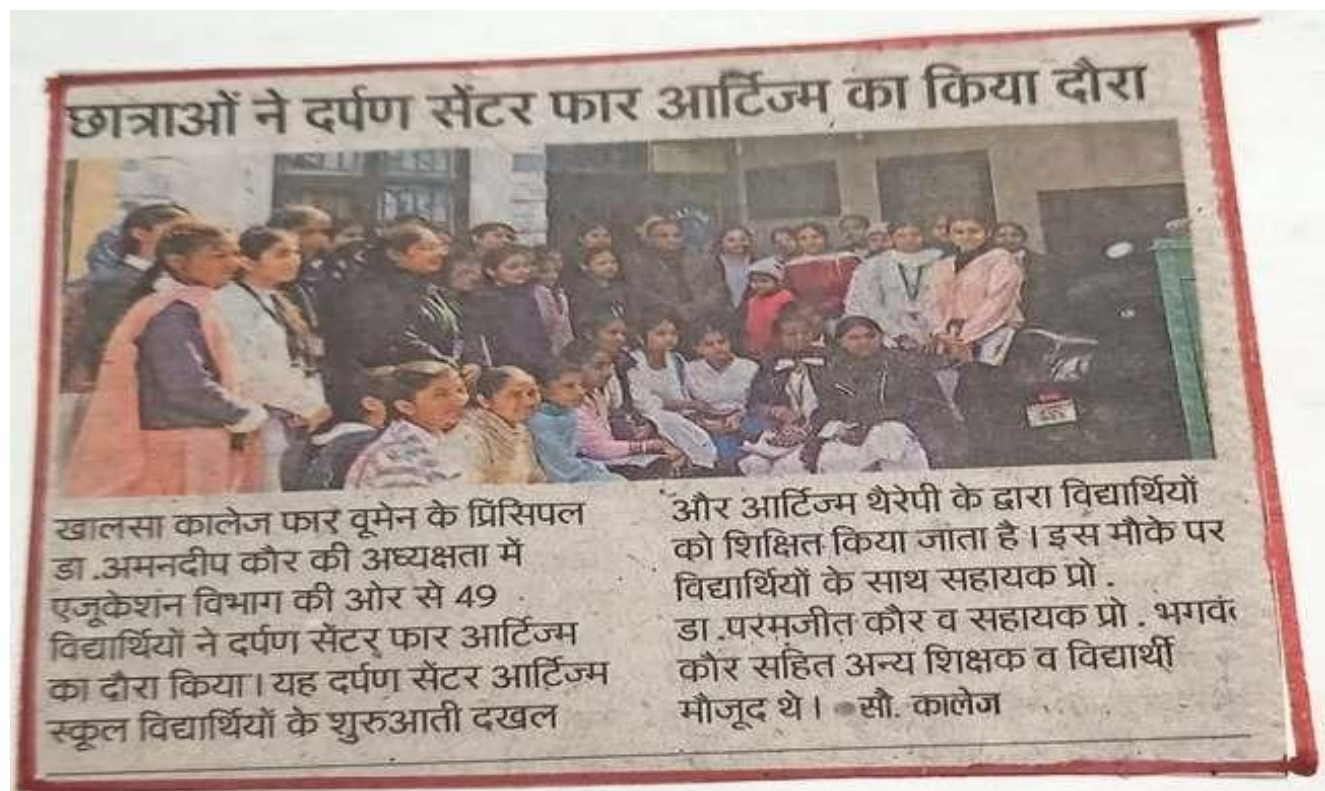 छात्राओं ने दर्पण सेंटर फार आर्टिज्म का किया दौरा
खालसा कालेज फार वूमेन के प्रिंसिपल
डा .अमनदीप कौर की अध्यक्षता में
एजूकेशन विभाग की ओर से 49
विद्यार्थियों ने दर्पण सेंटर फार आर्टिज्म
का दौरा किया। यह दर्पण सेंटर आर्टिज्म
स्कूल विद्यार्थियों के शुरुआती दखल
और आर्टिज्म थैरेपी के द्वारा विद्यार्थियों
को शिक्षित किया जाता है। इस मौके पर
विद्यार्थियों के साथ सहायक प्रो .
डा .परमजीत कौर व सहायक प्रो .
कौर सहित अन्य शिक्षक व विद्यार्थी
मौजूद थे। ●सौ. कालेज